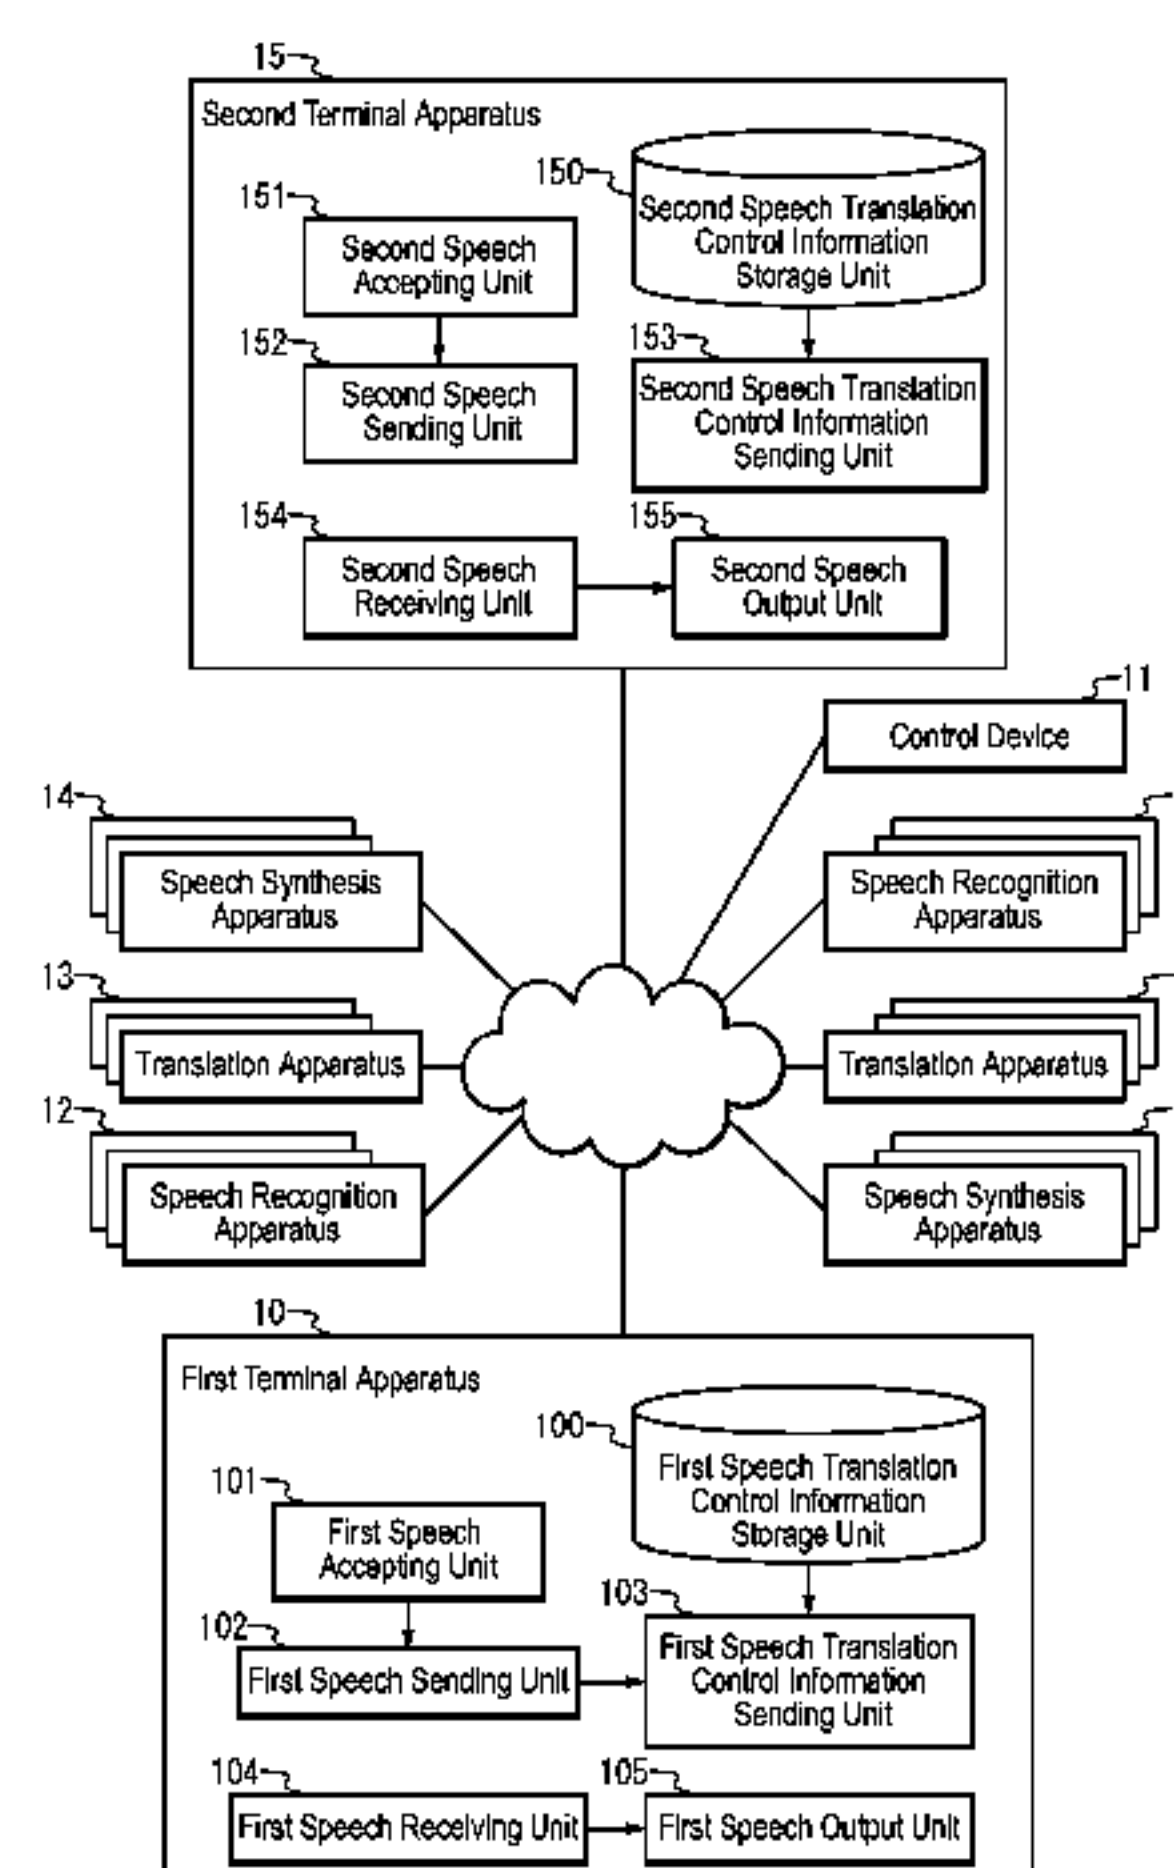 15
Second Terminal Apparatus
150
Second Speech Translation
Control Information
Storage Unit
151
Second Speech
Accepting Unit
152
Second Speech
Sending Unit
153
Second Speech Translation
Control Information
Sending Unit
154
Second Speech
Receiving Unit
155
Second Speech
Output Unit
11
Control Device
14
Speech Synthesis
Apparatus
Speech Recognition
Apparatus
13
Translation Apparatus
Translation Apparatus
12
Speech Recognition
Apparatus
Speech Synthesis
Apparatus
10
First Terminal Apparatus
100
First Speech Translation
Control Information
Storage Unit
101
First Speech
Accepting Unit
102
First Speech Sending Unit
103
First Speech Translation
Control Information
Sending Unit
104
First Speech Receiving Unit
105
First Speech Output Unit